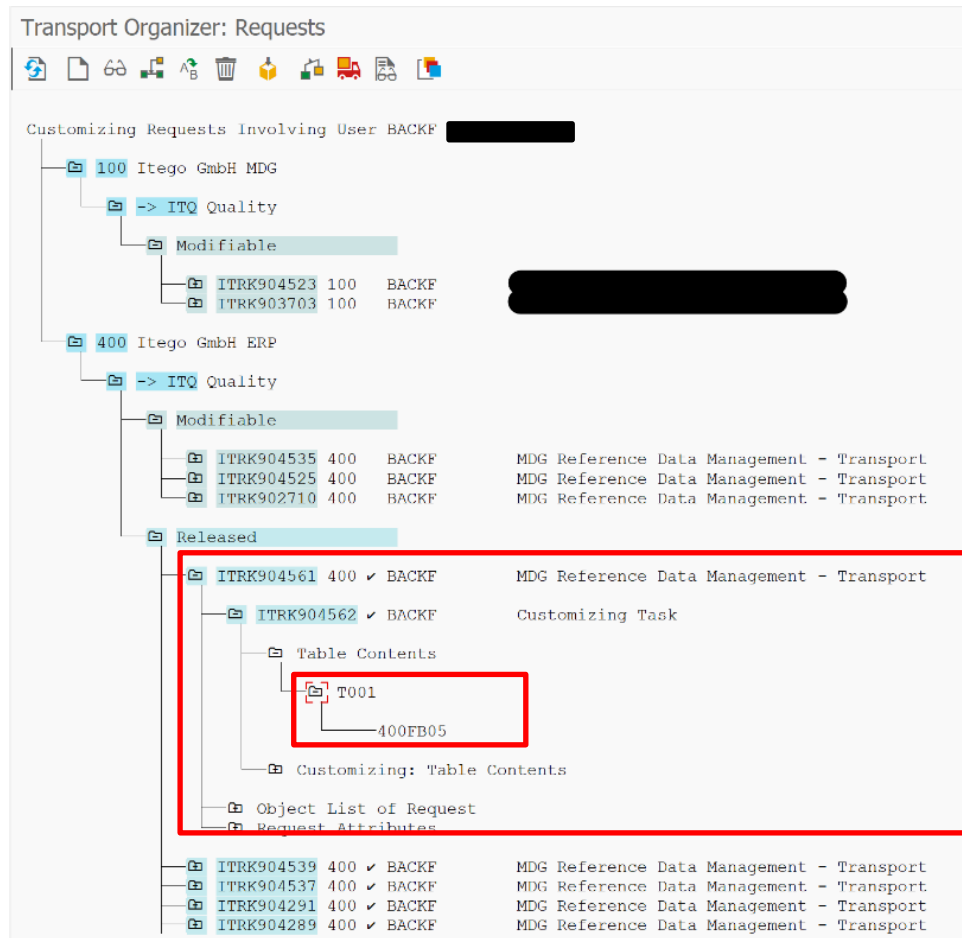 Transport Organizer: Requests
Customizing Requests Involving User BACKF
100 Itego GmbH MDG
-> ITQ Quality
Modifiable
ITRK904523 100 BACKF
ITRK903703 100 BACKF
400 Itego GmbH ERP
-> ITQ Quality
Modifiable
ITRK904535 400 BACKF MDG Reference Data Management - Transport
ITRK904525 400 BACKF MDG Reference Data Management - Transport
ITRK902710 400 BACKF MDG Reference Data Management - Transport
Released
ITRK904561 400 ✔ BACKF MDG Reference Data Management - Transport
ITRK904562 ✔ BACKF Customizing Task
Table Contents
T001
400FB05
Customizing: Table Contents
Object List of Request
Request Attributes
ITRK904539 400 ✔ BACKF MDG Reference Data Management - Transport
ITRK904537 400 ✔ BACKF MDG Reference Data Management - Transport
ITRK904291 400 ✔ BACKF MDG Reference Data Management - Transport
ITRK904289 400 ✔ BACKF MDG Reference Data Management - Transport